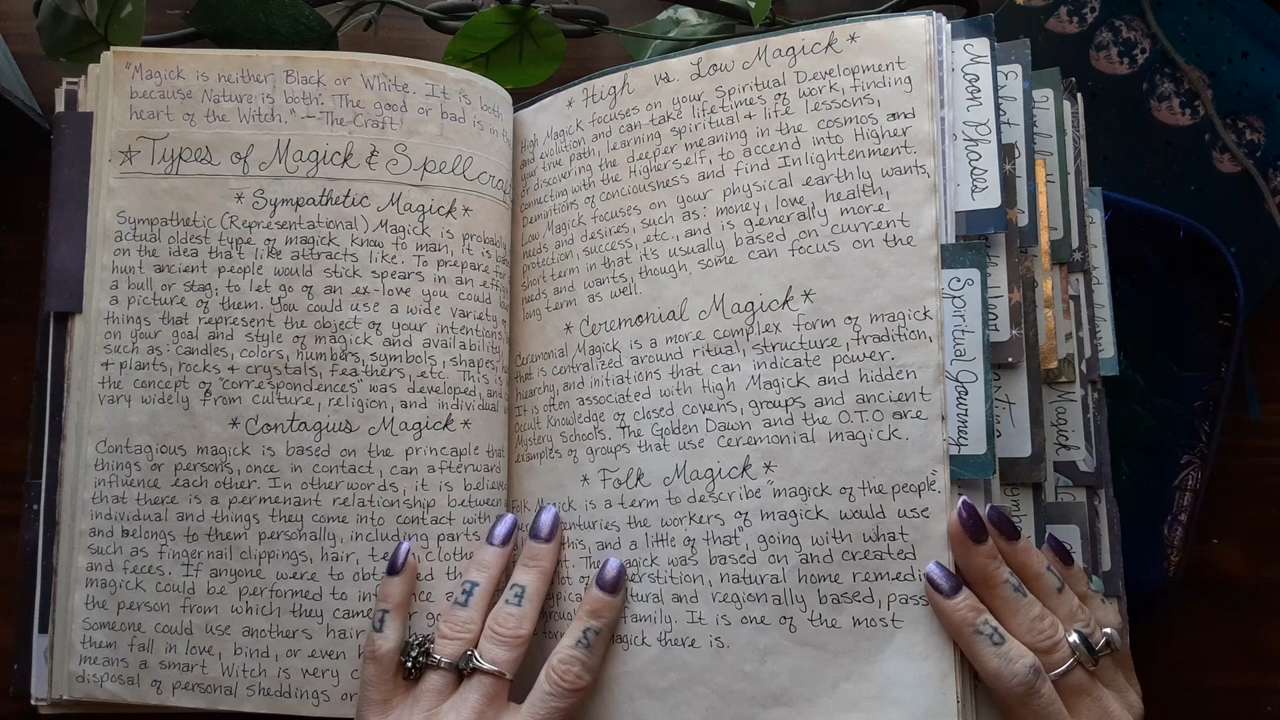 "Magick is neither Black or White. It is both
because Nature is both. The good or bad is in the
heart of the Witch." -The Craft
Types of Magick & Spellcraft
*Sympathetic Magick*
Sympathetic (Representational) Magick is probably
actual oldest type of magick know to man, it is
on the idea that like attracts like. To prepare for
hunt ancient people would stick spears in an
a bull or stag; to let go of an ex-love you could
a picture of them. You could use a wide variety
things that represent the object of your intention,
on your goal and style of magick and availability,
such as: candles, colors, numbers, symbols, shapes,
+ plants, rocks + crystals, feathers, etc. This is
the concept of "correspondences" was developed, and
vary widely from culture, religion, and individual
*Contagius Magick*
Contagious magick is based on the princaple that
things or persons, once in contact, can afterward
influence each other. In otherwords, it is believe
that there is a permenant relationship between
individual and things they come into contact with
and belongs to them personally, including parts
such as fingernail clippings, hair, clothe
and feces. If anyone were to the
magick could be performed to
the person from which they came
Someone could use anothers hair
them fall in love, bind, or even
means a smart Witch is very
disposal of personal sheddings or
*High vs. Low Magick*
High Magick focuses on your Spiritual Development
and evolution and can take lifetimes of work, finding
your true path, learning spiritual & life lessons,
or discovering the deeper meaning in the cosmos and
connecting with the Higherself, to accend into Higher
Demintions of conciousness and find Inlightenment.
Low Magick focuses on your physical earthly wants,
needs and desires, such as: money, love, health,
protection, success, etc., and is generally more
short term in that its usually based on current
needs and wants, though, some can focus on the
long term as well.
*Ceremonial Magick*
Ceremonial Magick is a more complex form of magick
that is centralized around ritual, structure, tradition,
hiearchy, and initiations that can indicate power.
It is often associated with High Magick and hidden
Occult Knowledge of closed covens, groups and ancient
Mystery Schools. The Golden Dawn and the O.T.O are
examples of groups that use Ceremonial magick.
*Folk Magick*
Folk Magick is a term to describe "magick of the people".
centuries the workers of magick would use
this, and a little of that", going with what
The magick was based on and created
lot of superstition, natural home remedi
and regionally based, pass
family. It is one of the most
magick there is.
Moon Phases
Spiritual Journey
Magick